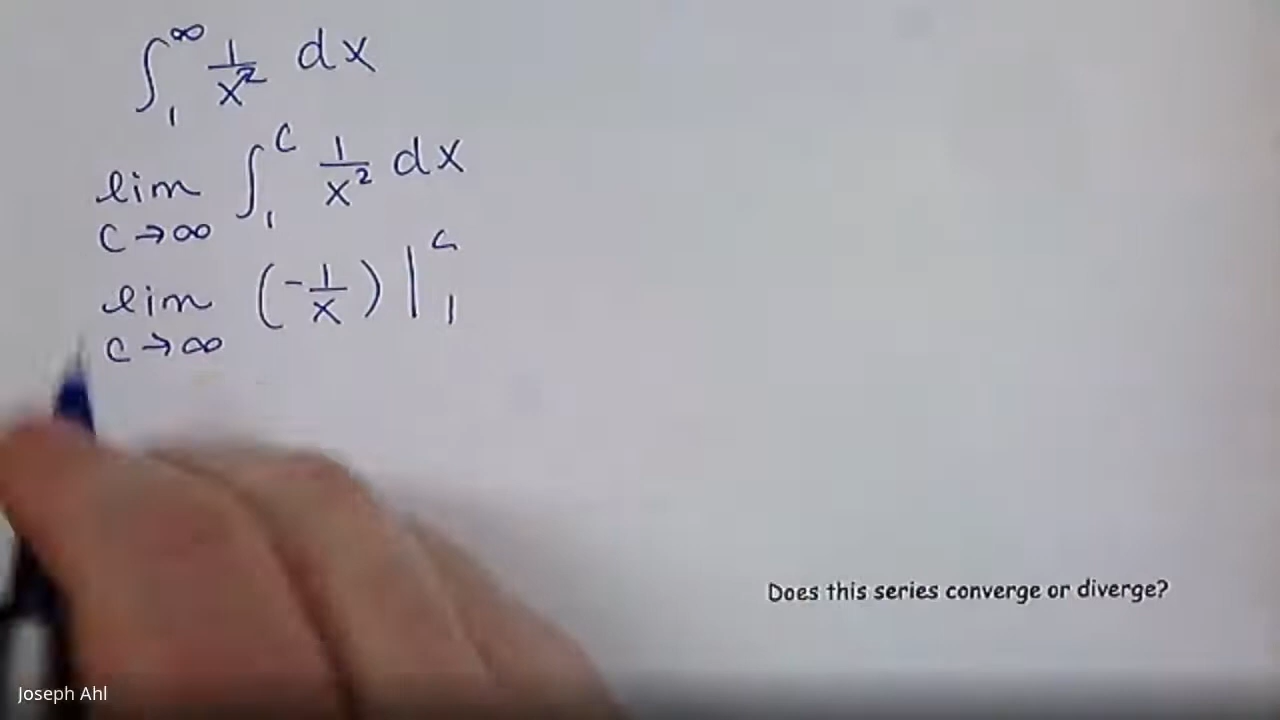 ∫₁^∞ 1/x² dx
lim c→∞ ∫₁^c 1/x² dx
lim c→∞ (-1/x) |₁^c
Does this series converge or diverge?
Joseph Ahl